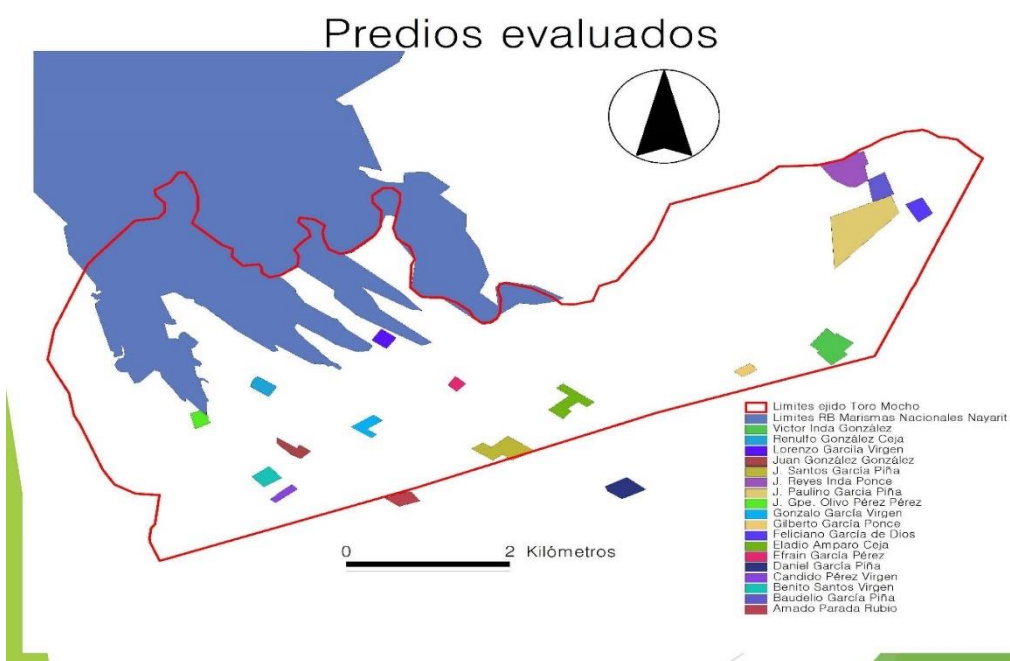 Predios evaluados
0 2 Kilómetros
Limites ejido Toro Mocho
Limites RB Marismas Nacionales Nayarit
Victor Inda González
Renulfo González Ceja
Lorenzo Garciila Virgen
Juan González González
J. Santos García Piña
J. Reyes Inda Ponce
J. Paulino García Piña
J. Gpe. Olivo Pérez Pérez
Gonzalo García Virgen
Gilberto García Ponce
Feliciano García de Dios
Eladio Amparo Ceja
Efrain García Pérez
Daniel García Piña
Candido Pérez Virgen
Benito Santos Virgen
Baudelio García Piña
Amado Parada Rubio